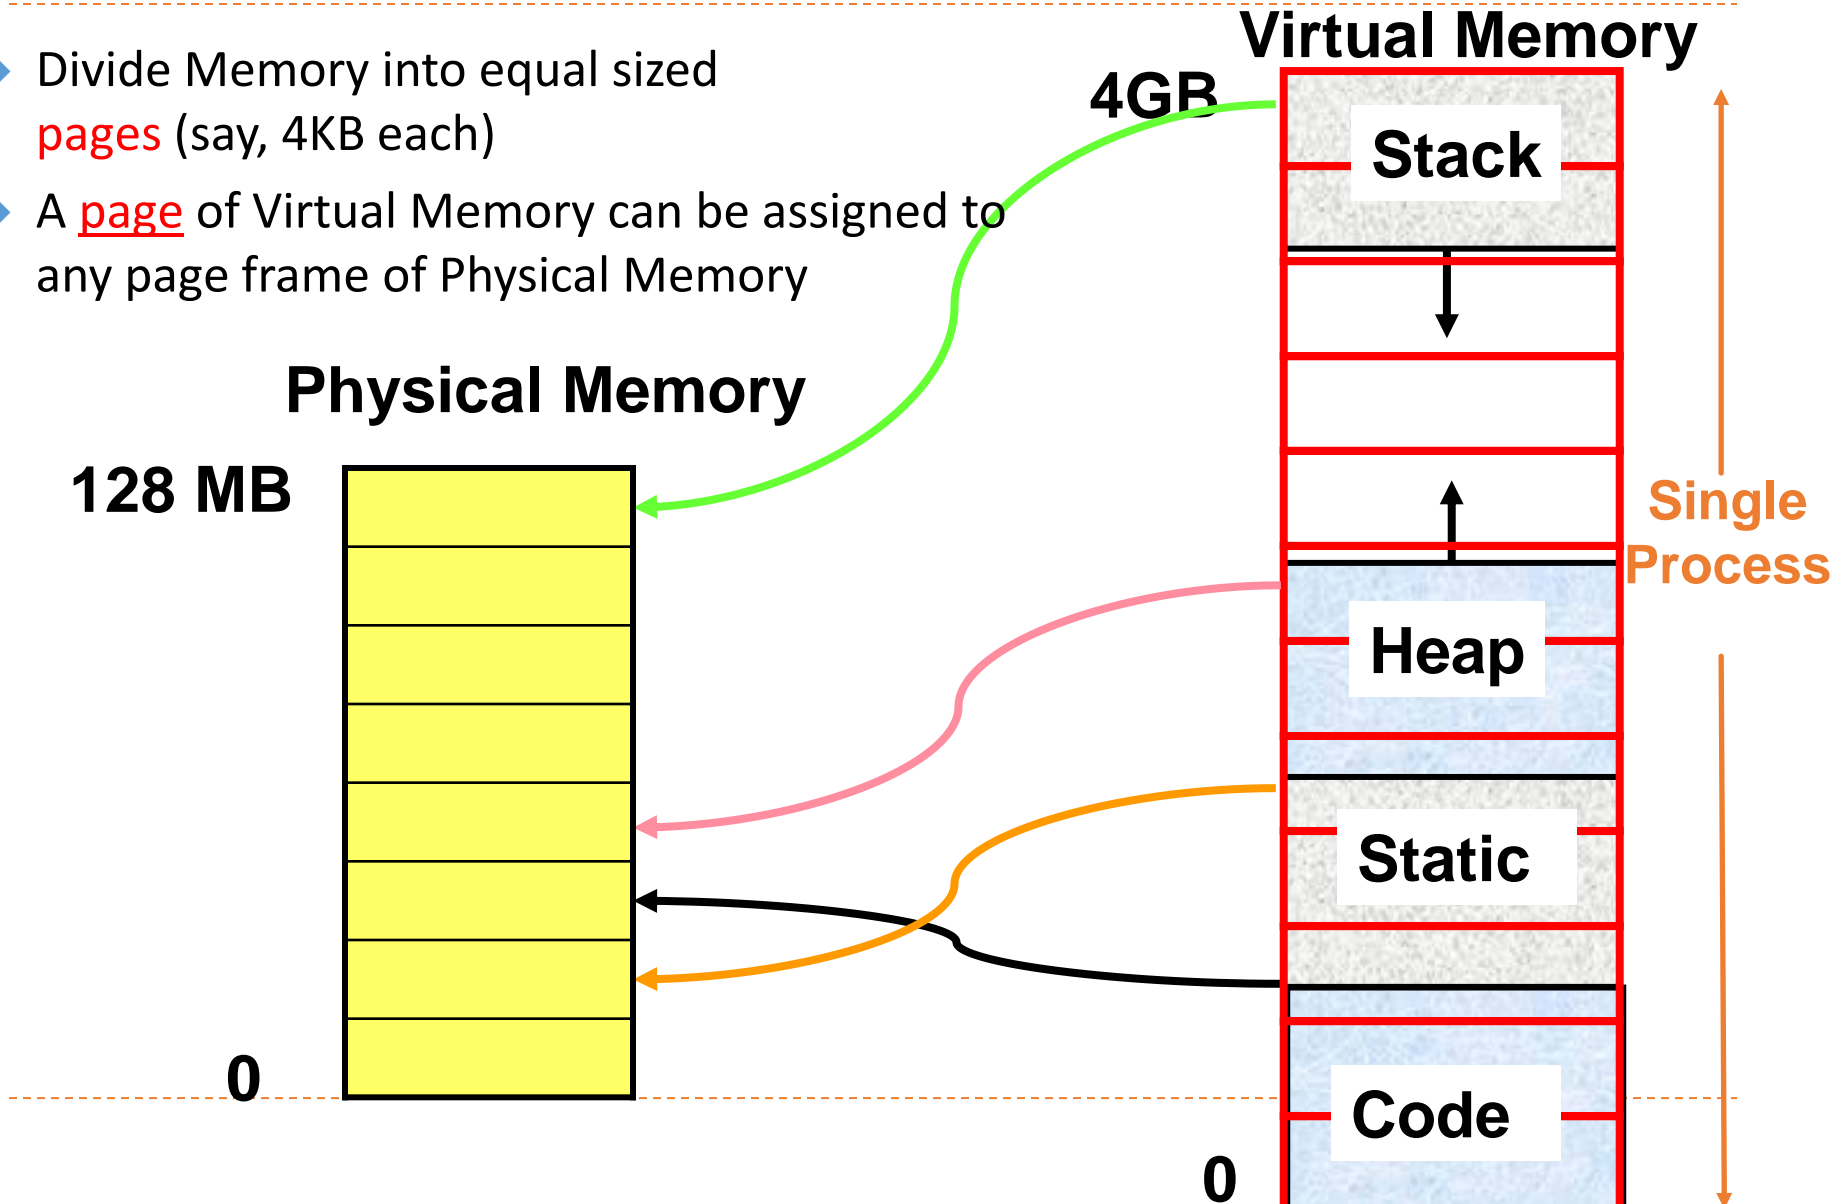 Divide Memory into equal sized
pages (say, 4KB each)
A page of Virtual Memory can be assigned to
any page frame of Physical Memory
Virtual Memory
4GB
Stack
Physical Memory
128 MB
Single
Process
Heap
Static
0
Code
0